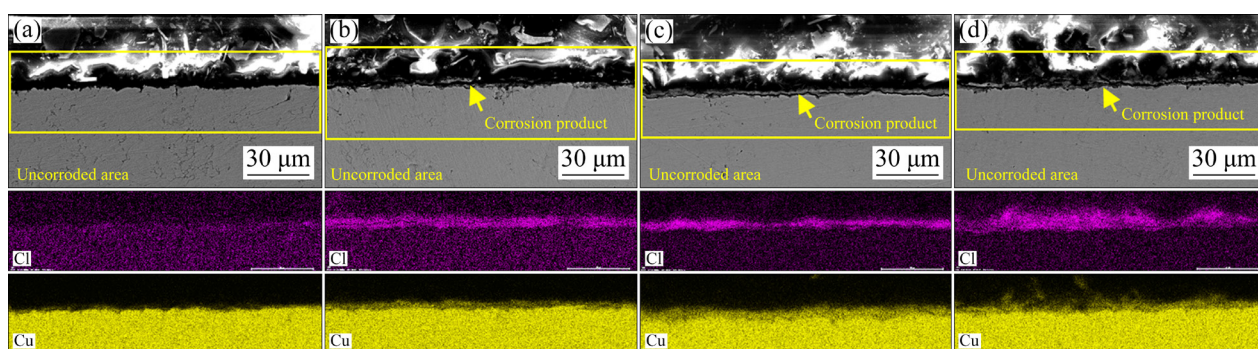 (a)
30 μm
Uncorroded area
(b)
Corrosion product
30 μm
Uncorroded area
(c)
Corrosion product
30 μm
Uncorroded area
(d)
Corrosion product
30 μm
Uncorroded area
Cl
Cl
Cl
Cl
Cu
Cu
Cu
Cu